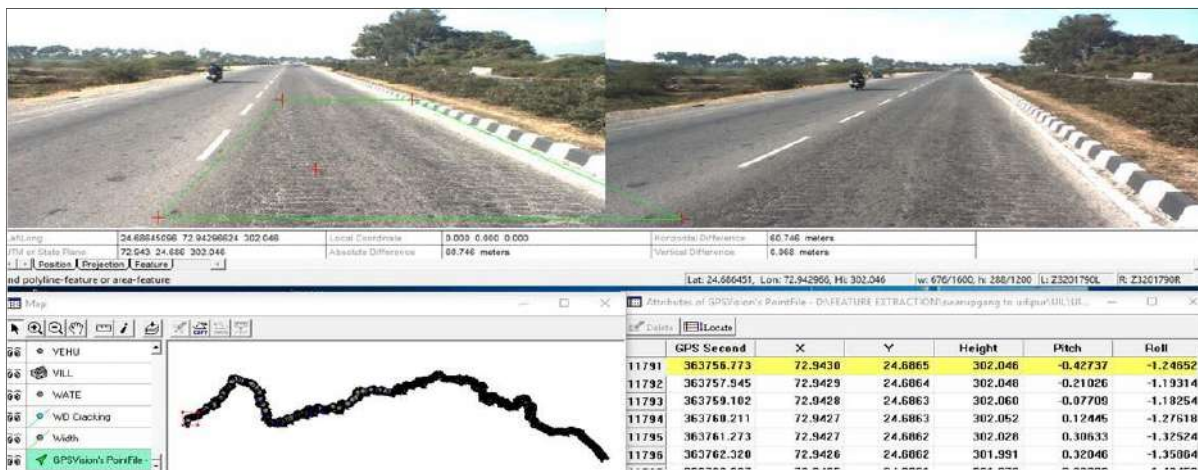 24.68645096 72.94296624 302.046 Local Coordinate 0.000 0.000 0.000 Horizontal Difference 60.746 meters
UTM or State Plane 72.943 24.686 302.046 Absolute Difference 60.746 meters Vertical Difference 0.068 meters
Position Projection Feature
nd polyline-feature or area-feature Lat: 24.686451, Lon: 72.942966, Ht: 302.046 w: 676/1600, h: 288/1200 L: Z3201790L R: Z3201790R
Map
VEHU
VILL
WATE
WD Cracking
Width
GPSVision's PointFile -
Attributes of GPSVision's PointFile - D:\FEATURE EXTRACTION\
Delete Locate
GPS Second X Y Height Pitch Roll
11791 363756.773 72.9430 24.6865 302.046 -0.42737 -1.24652
11792 363757.945 72.9429 24.6864 302.048 -0.21026 -1.19314
11793 363759.102 72.9428 24.6863 302.060 -0.07709 -1.18254
11794 363760.211 72.9427 24.6863 302.052 0.12445 -1.27618
11795 363761.273 72.9427 24.6862 302.028 0.30633 -1.32524
11796 363762.320 72.9426 24.6862 301.991 0.32046 -1.35864